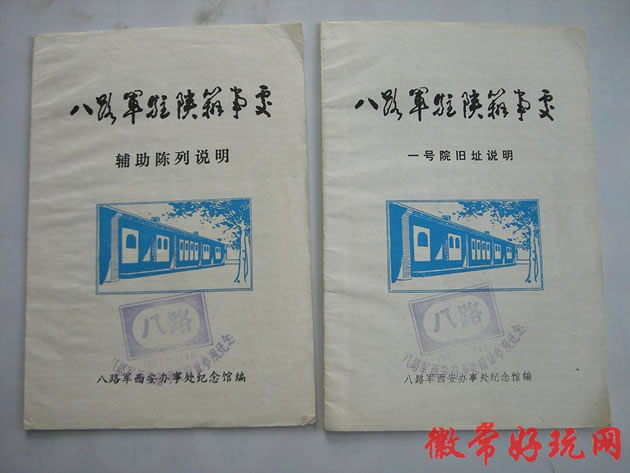 八路軍駐陝辦事處
辅助陈列说明
八路
八路军西安办事处纪念馆编
八路軍駐陝辦事處
一号院旧址说明
八路
八路军西安办事处纪念馆编
徽常好玩网